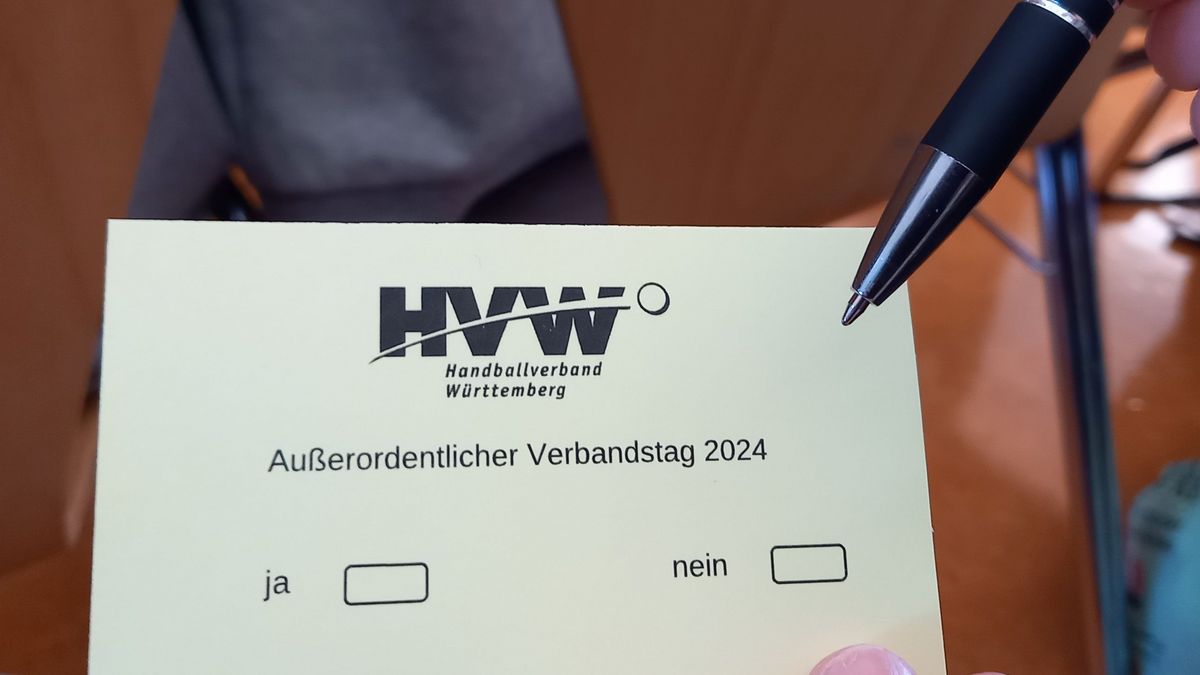 HVW
Handballverband
Württemberg
Außerordentlicher Verbandstag 2024
ja nein